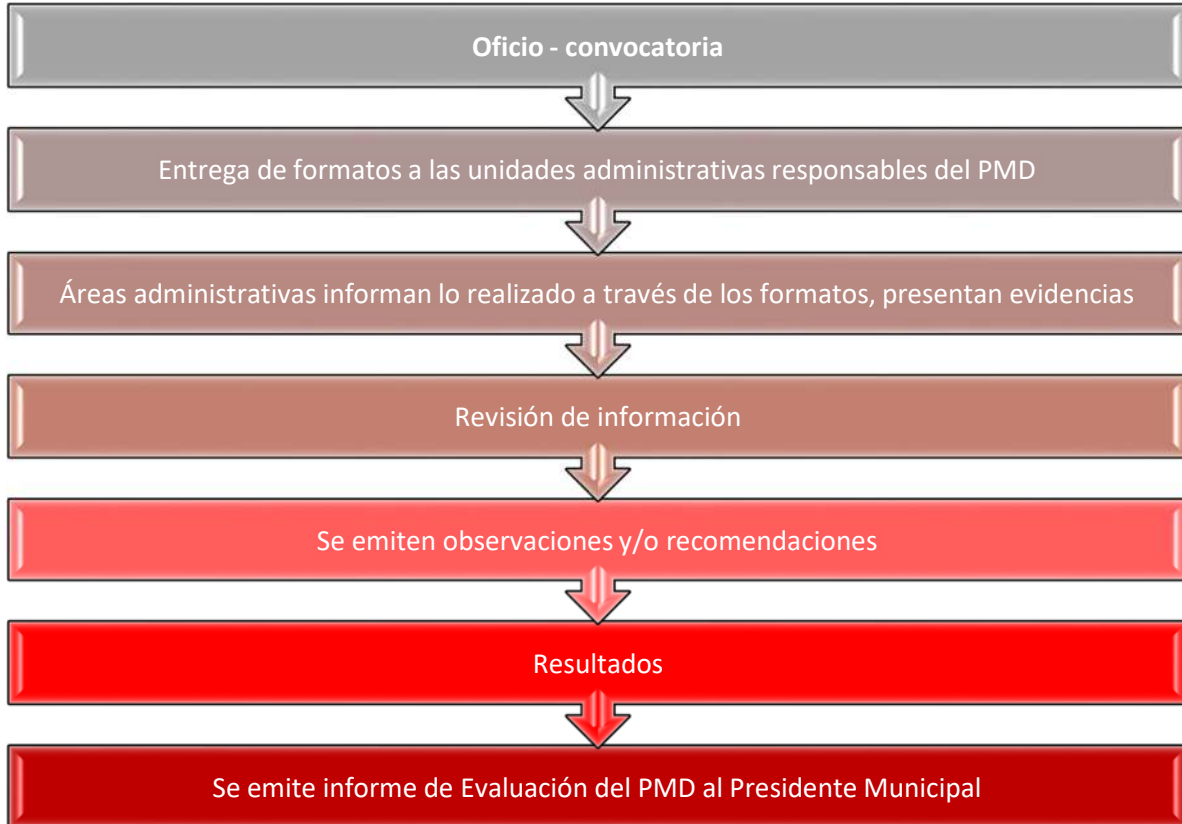 Oficio - convocatoria
Entrega de formatos a las unidades administrativas responsables del PMD
Áreas administrativas informan lo realizado a través de los formatos, presentan evidencias
Revisión de información
Se emiten observaciones y/o recomendaciones
Resultados
Se emite informe de Evaluación del PMD al Presidente Municipal